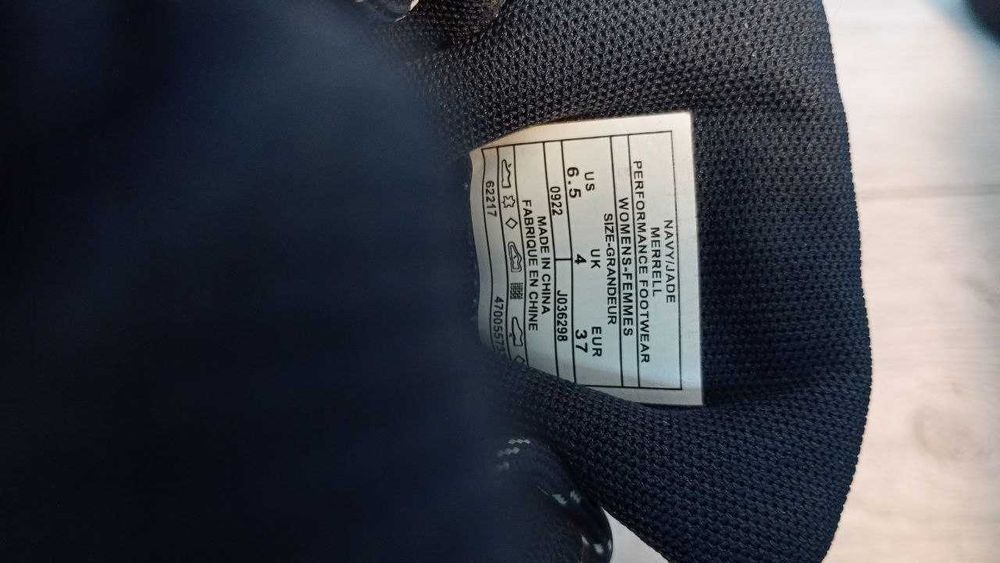 NAVY/JADE
MERRELL
PERFORMANCE FOOTWEAR
WOMENS-FEMMES
SIZE-GRANDEUR
US UK EUR
6.5 4 37
0922 J036298
MADE IN CHINA
FABRIQUE EN CHINE
62217